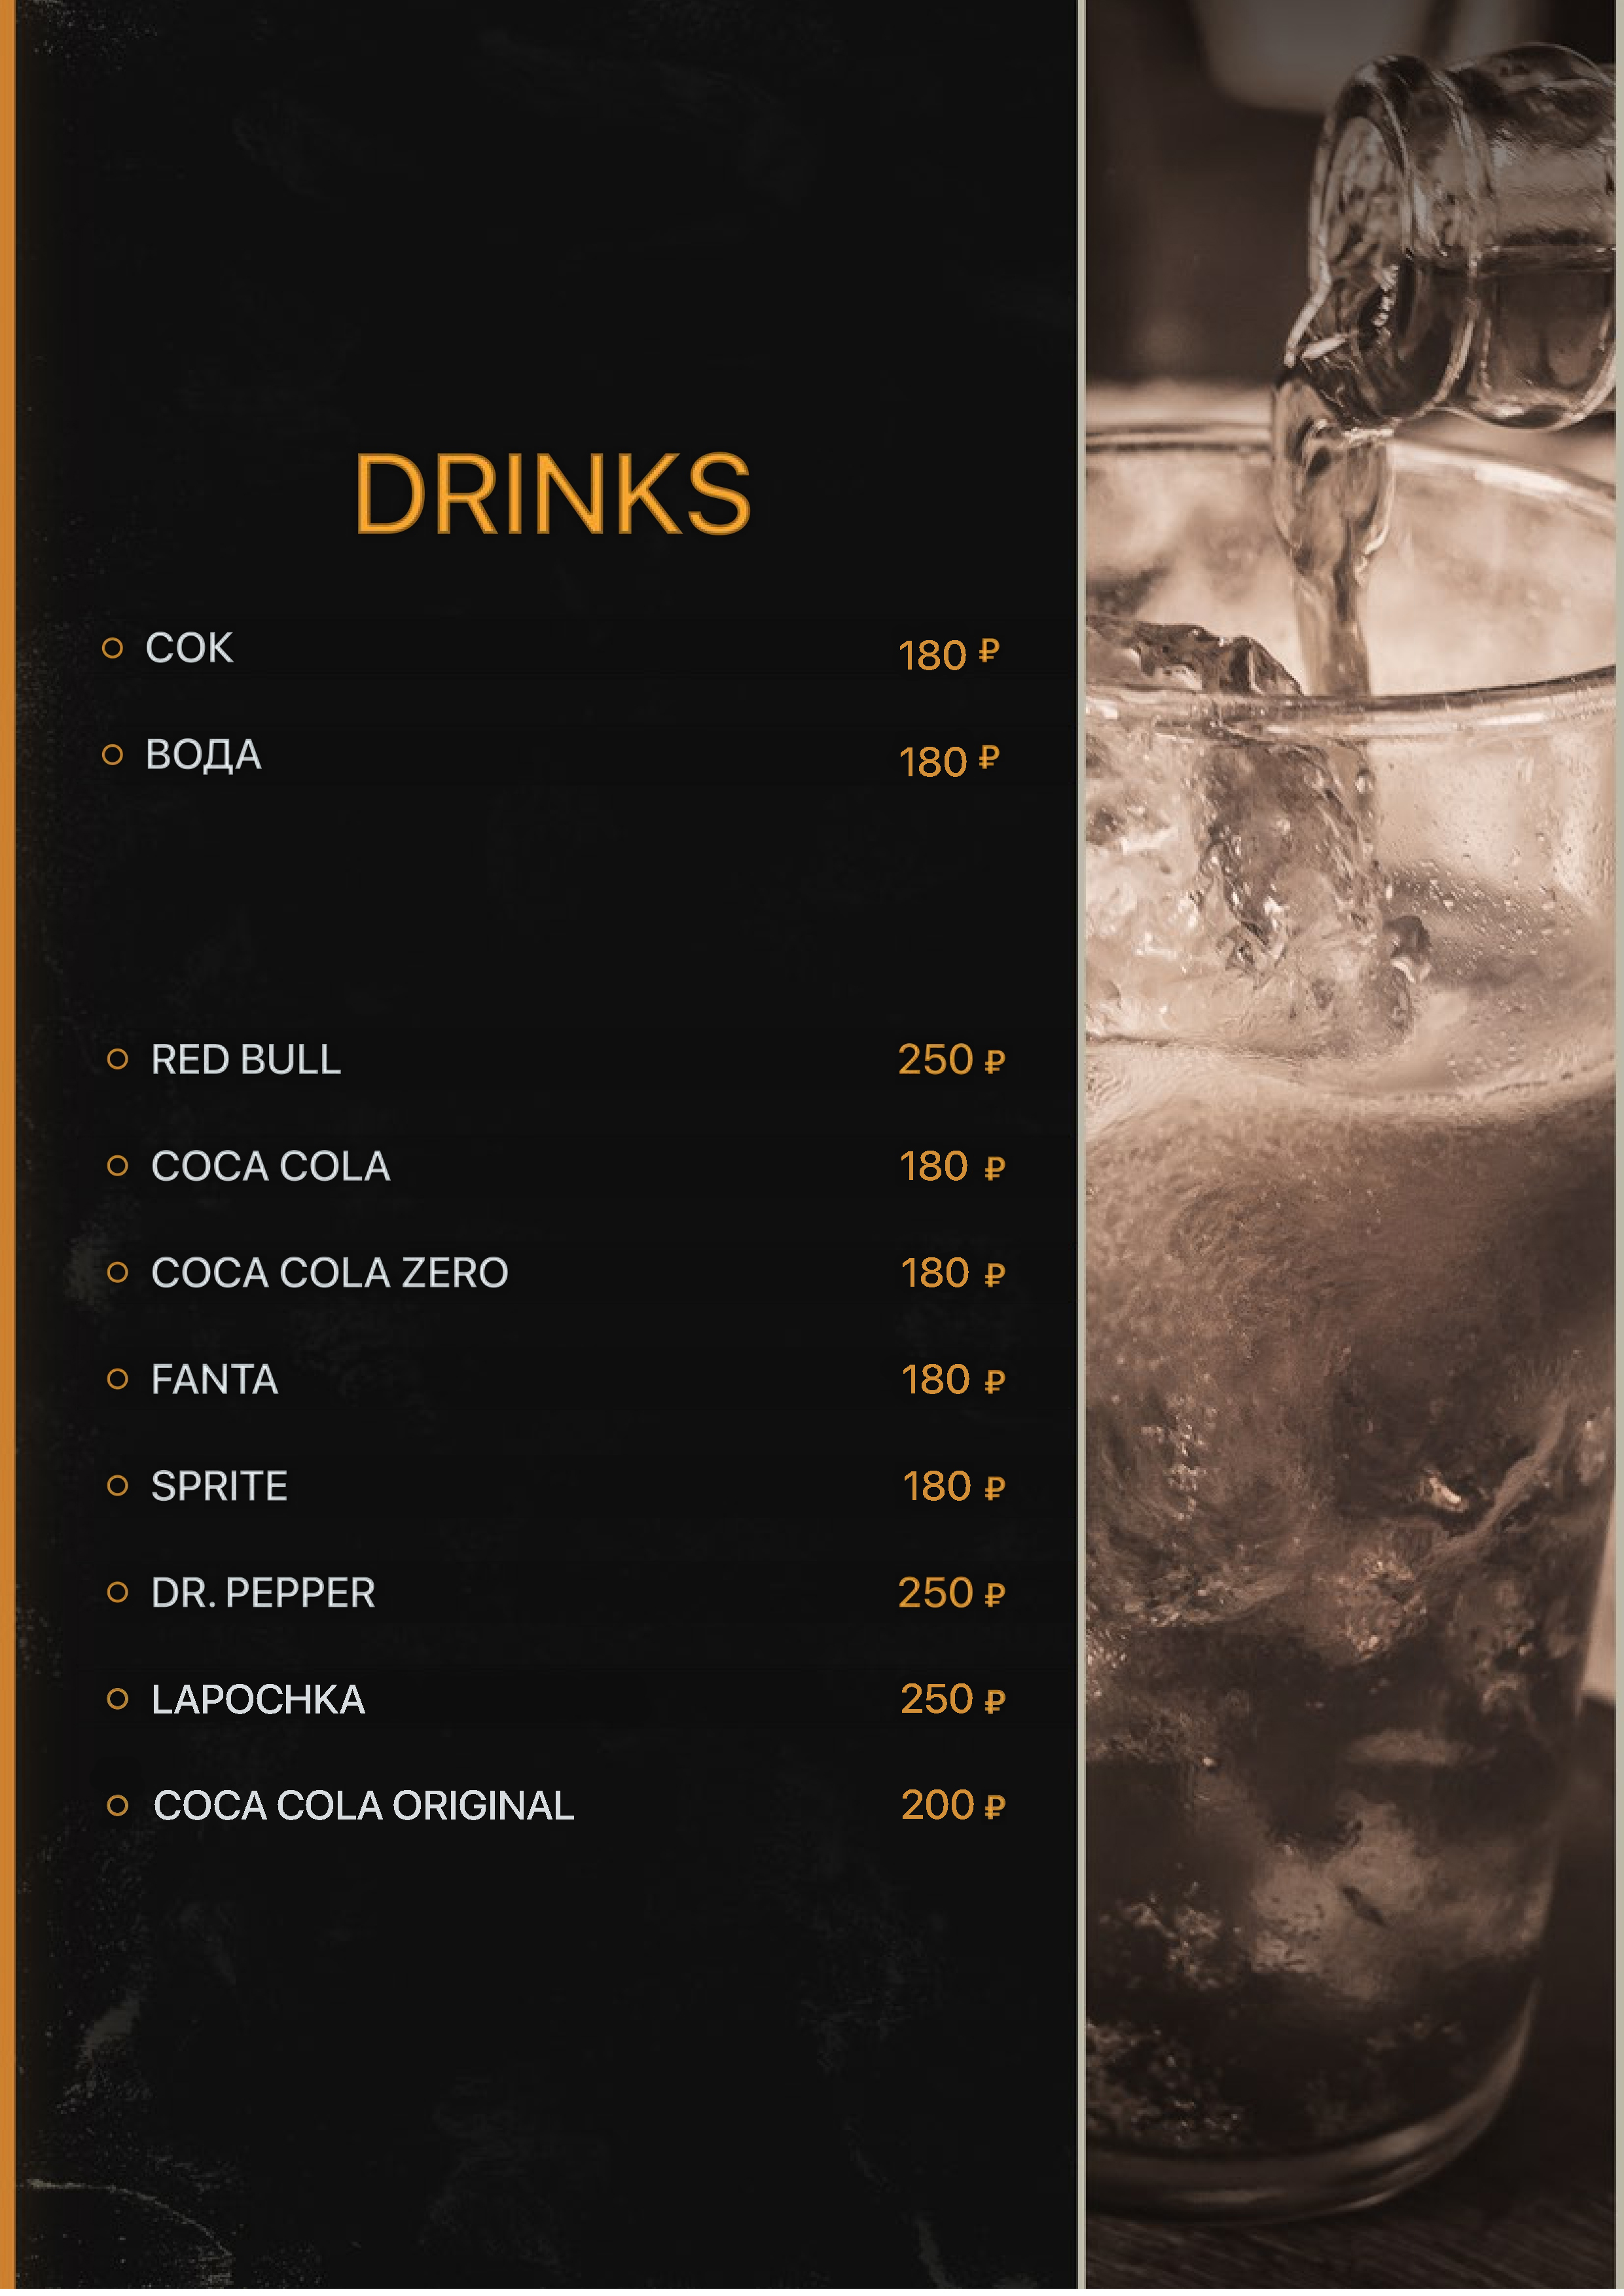 DRINKS
СОК 180 ₽
ВОДА 180 ₽
RED BULL 250 ₽
COCA COLA 180 ₽
COCA COLA ZERO 180 ₽
FANTA 180 ₽
SPRITE 180 ₽
DR. PEPPER 250 ₽
LAPOCHKA 250 ₽
COCA COLA ORIGINAL 200 ₽